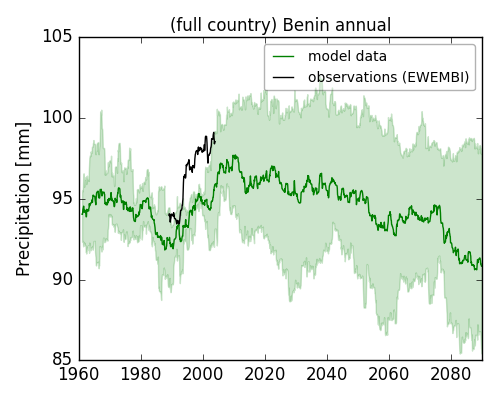 (full country) Benin annual
105
model data
observations (EWEMBI)
100
95
90
85
Precipitation [mm]
1960 1980 2000 2020 2040 2060 2080